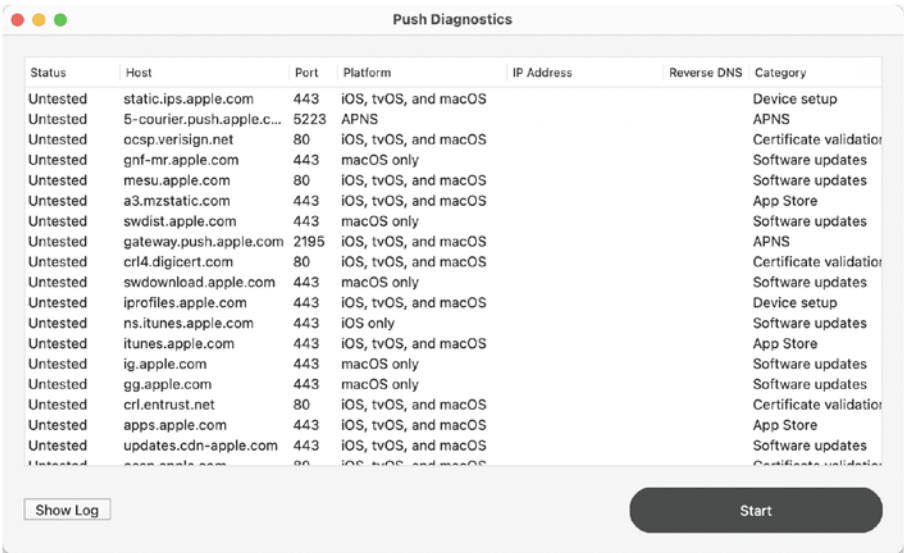 Push Diagnostics
Status Host Port Platform IP Address Reverse DNS Category
Untested static.ips.apple.com 443 iOS, tvOS, and macOS Device setup
Untested 5-courier.push.apple.c... 5223 APNS APNS
Untested ocsp.verisign.net 80 iOS, tvOS, and macOS Certificate validation
Untested gnf-mr.apple.com 443 macOS only Software updates
Untested mesu.apple.com 80 iOS, tvOS, and macOS Software updates
Untested a3.mzstatic.com 443 iOS, tvOS, and macOS App Store
Untested swdist.apple.com 443 macOS only Software updates
Untested gateway.push.apple.com 2195 iOS, tvOS, and macOS APNS
Untested crl4.digicert.com 80 iOS, tvOS, and macOS Certificate validation
Untested swdownload.apple.com 443 macOS only Software updates
Untested iprofiles.apple.com 443 iOS, tvOS, and macOS Device setup
Untested ns.itunes.apple.com 443 iOS only Software updates
Untested itunes.apple.com 443 iOS, tvOS, and macOS App Store
Untested ig.apple.com 443 macOS only Software updates
Untested gg.apple.com 443 macOS only Software updates
Untested crl.entrust.net 80 iOS, tvOS, and macOS Certificate validation
Untested apps.apple.com 443 iOS, tvOS, and macOS App Store
Untested updates.cdn-apple.com 443 iOS, tvOS, and macOS Software updates
Show Log Start